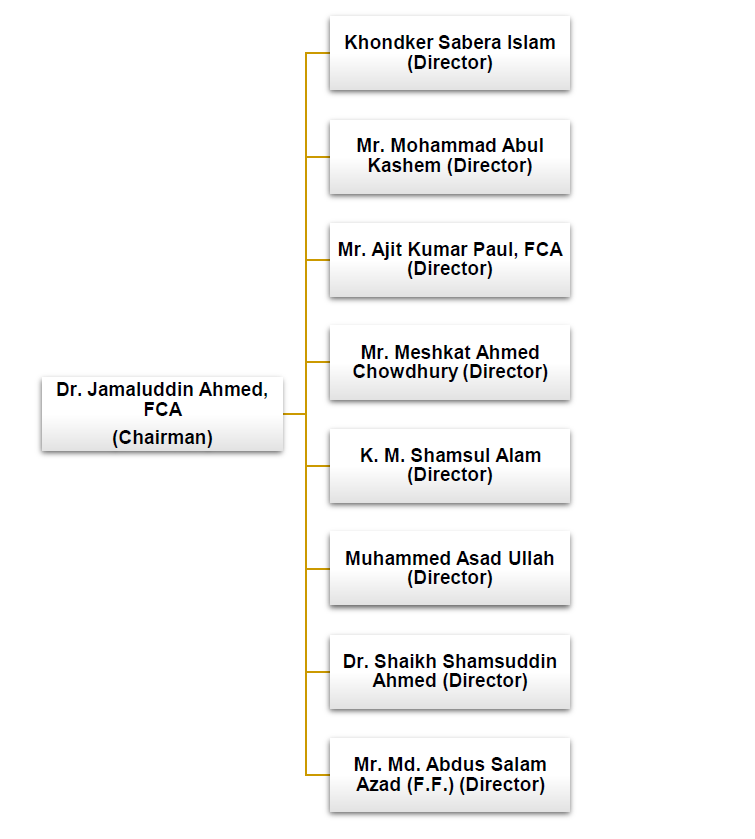 Khondker Sabera Islam
(Director)
Mr. Mohammad Abul
Kashem (Director)
Mr. Ajit Kumar Paul, FCA
(Director)
Mr. Meshkat Ahmed
Chowdhury (Director)
Dr. Jamaluddin Ahmed,
FCA
(Chairman)
K. M. Shamsul Alam
(Director)
Muhammed Asad Ullah
(Director)
Dr. Shaikh Shamsuddin
Ahmed (Director)
Mr. Md. Abdus Salam
Azad (F.F.) (Director)